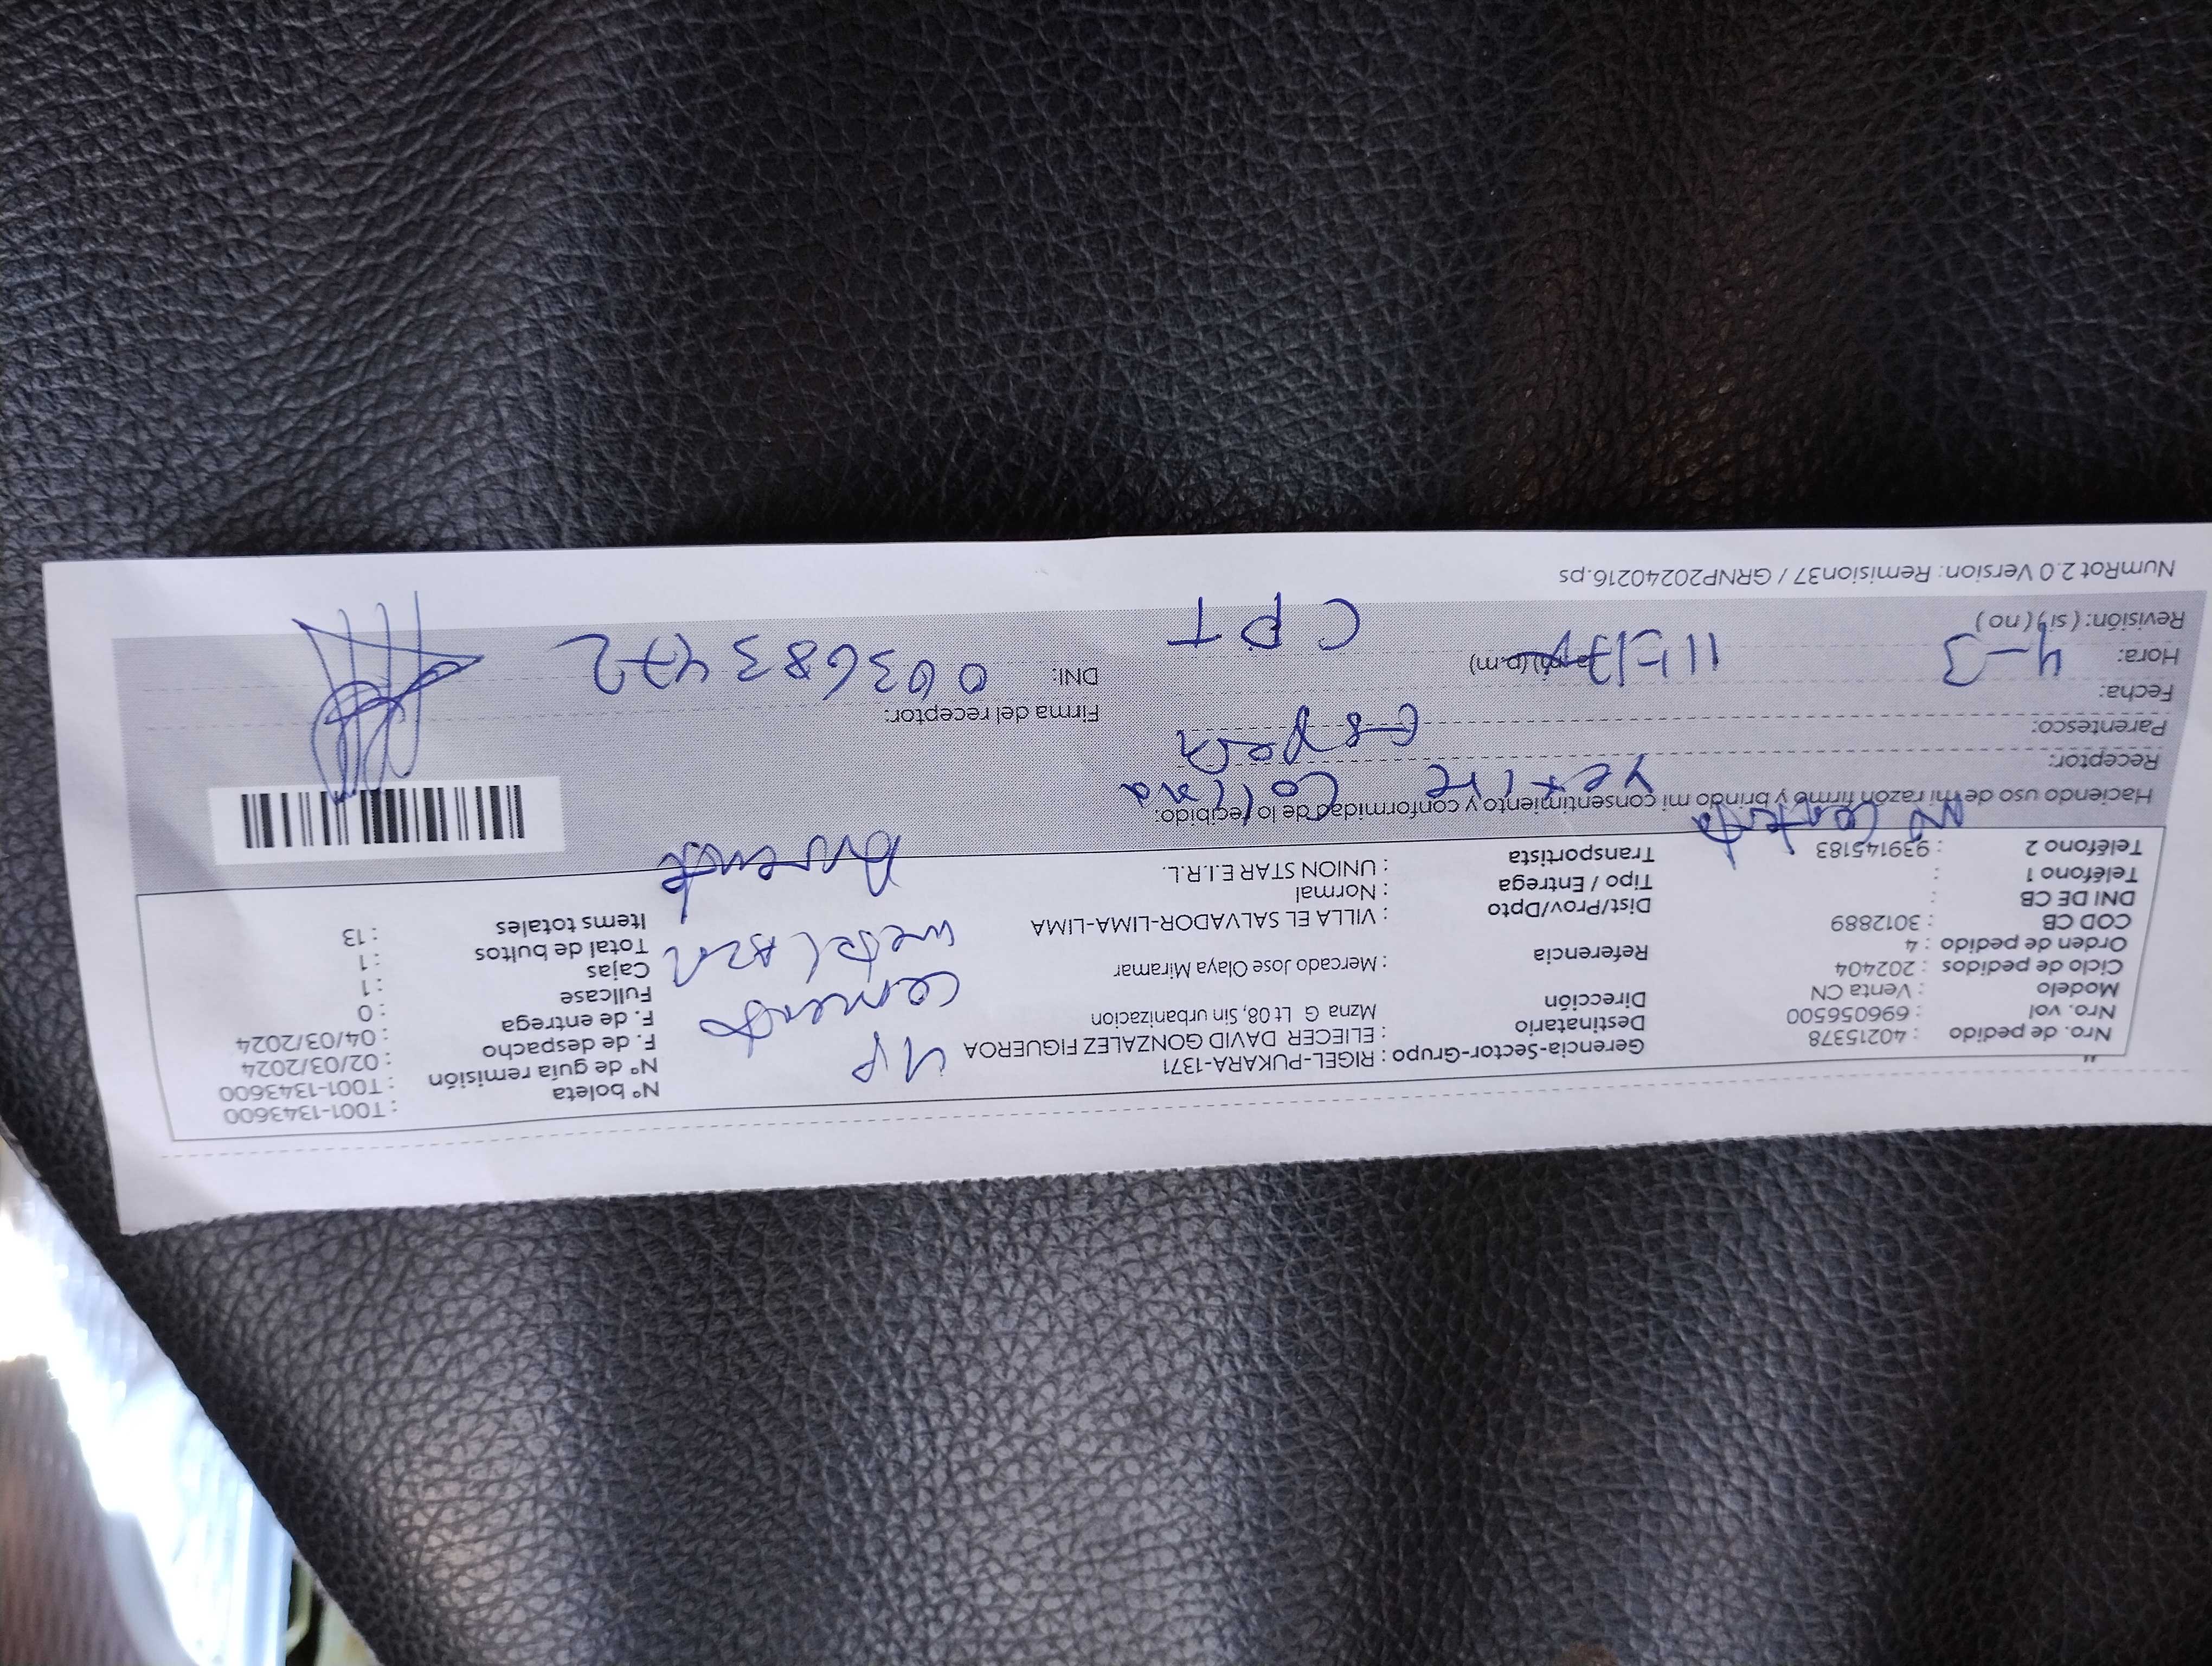 Nro. de pedido : 40215378
Nro. vol : 696056500
Modelo : Venta CN
Ciclo de pedidos : 202404
Orden de pedido : 4
COD CB : 3012889
DNI DE CB :
Teléfono 1 :
Teléfono 2 : 939145183
Gerencia-Sector-Grupo : RIGEL-PUKARA-1371
Destinatario : ELIECER DAVID GONZALEZ FIGUEROA
Dirección Mzna G Lt 08, Sin urbanizacion
Referencia : Mercado Jose Olaya Miramar
Dist/Prov/Dpto : VILLA EL SALVADOR-LIMA-LIMA
Tipo / Entrega : Normal
Transportista : UNION STAR E.I.R.L.
N° boleta : T001-1343600
N° de guía remisión : T001-1343600
F. de despacho : 02/03/2024
F. de entrega : 04/03/2024
Fullcase : 0
Cajas : 1
Total de bultos : 1
Items totales : 13
4P
cemento
No contesta
Haciendo uso de mi razón firmo y brindo mi consentimiento y conformidad de lo recibido:
Receptor: Yexire Colina
Parentesco: Esposa
Fecha: 4-3
Hora: (p.m)
Revisión: ( si ) ( no )
CPT
Firma del receptor:
DNI: 003683472
NumRot 2.0 Version: Remision37 / GRNP20240216.ps